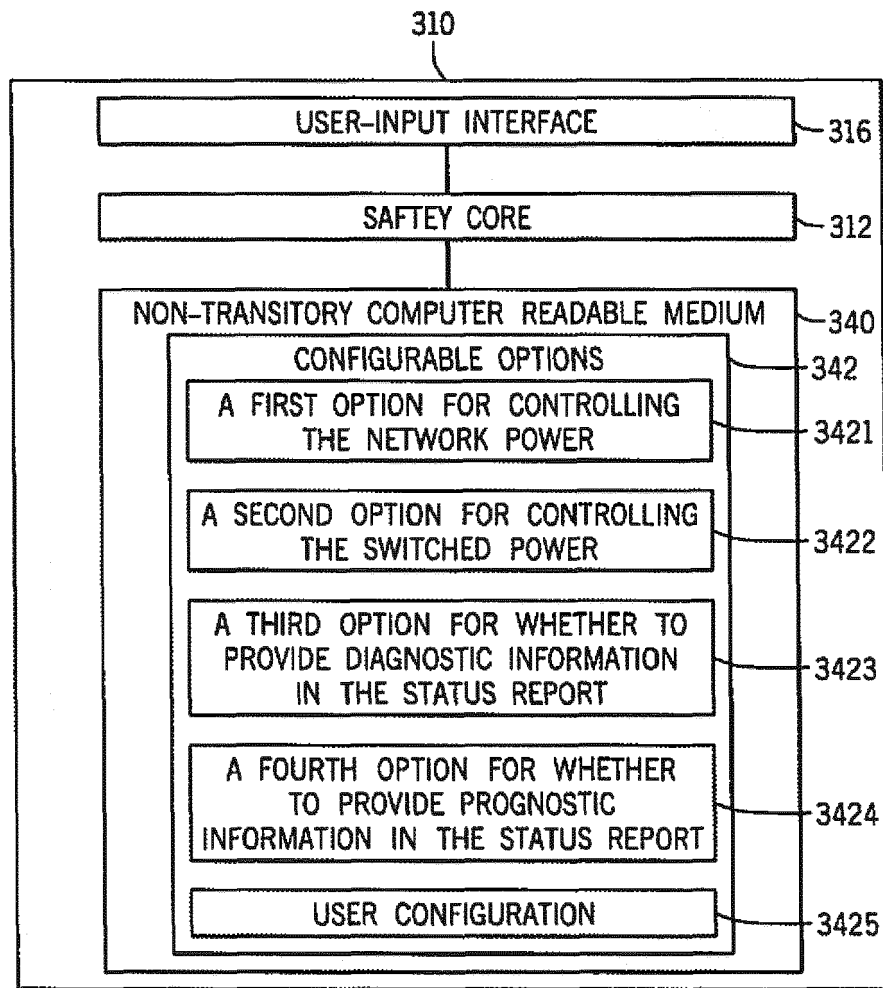 310
USER-INPUT INTERFACE
316
SAFTEY CORE
312
NON-TRANSITORY COMPUTER READABLE MEDIUM
340
CONFIGURABLE OPTIONS
342
A FIRST OPTION FOR CONTROLLING
THE NETWORK POWER
3421
A SECOND OPTION FOR CONTROLLING
THE SWITCHED POWER
3422
A THIRD OPTION FOR WHETHER TO
PROVIDE DIAGNOSTIC INFORMATION
IN THE STATUS REPORT
3423
A FOURTH OPTION FOR WHETHER
TO PROVIDE PROGNOSTIC
INFORMATION IN THE STATUS REPORT
3424
USER CONFIGURATION
3425